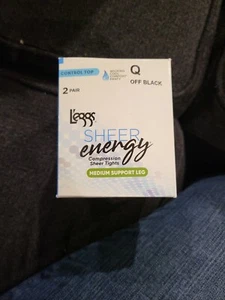 CONTROL TOP
Q
OFF BLACK
2 PAIR
L'eggs
SHEER
energy
Compression
Sheer Tights
MEDIUM SUPPORT LEG